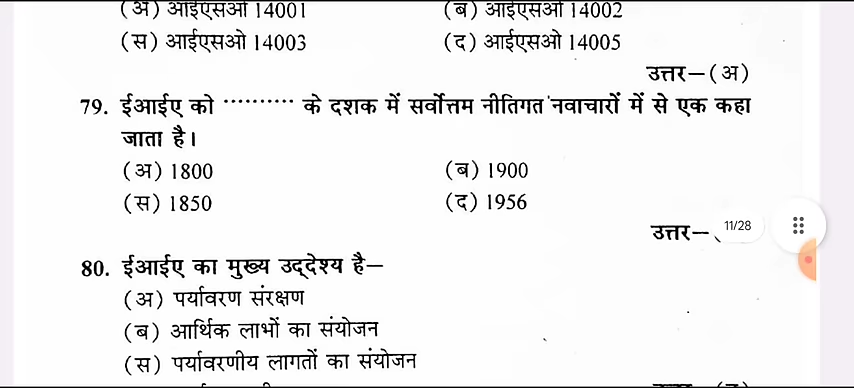 (अ) आईएसओ 14001 (ब) आईएसओ 14002
(स) आईएसओ 14003 (द) आईएसओ 14005
उत्तर—(अ)
79. ईआईए को ·········· के दशक में सर्वोत्तम नीतिगत नवाचारों में से एक कहा
जाता है।
(अ) 1800 (ब) 1900
(स) 1850 (द) 1956
उत्तर—
11/28
80. ईआईए का मुख्य उद्देश्य है—
(अ) पर्यावरण संरक्षण
(ब) आर्थिक लाभों का संयोजन
(स) पर्यावरणीय लागतों का संयोजन